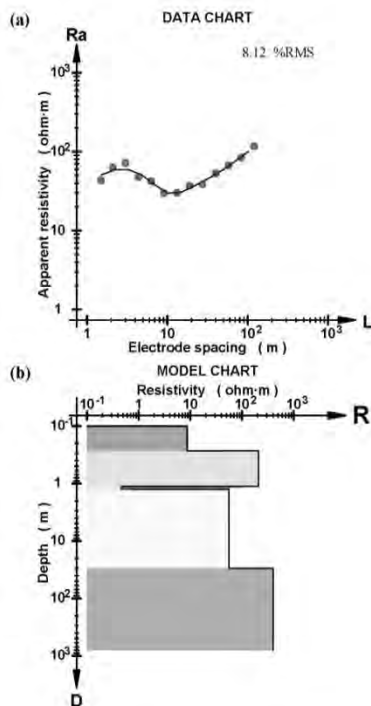 (a)
DATA CHART
Ra
8.12 %RMS
10³
10²
10
1
Apparent resistivity ( ohm·m )
1 10 10² 10³ L
Electrode spacing ( m )
(b)
MODEL CHART
Resistivity ( ohm·m )
10⁻¹ 1 10 10² 10³ R
10⁻¹
1
10
10²
10³
Depth ( m )
D